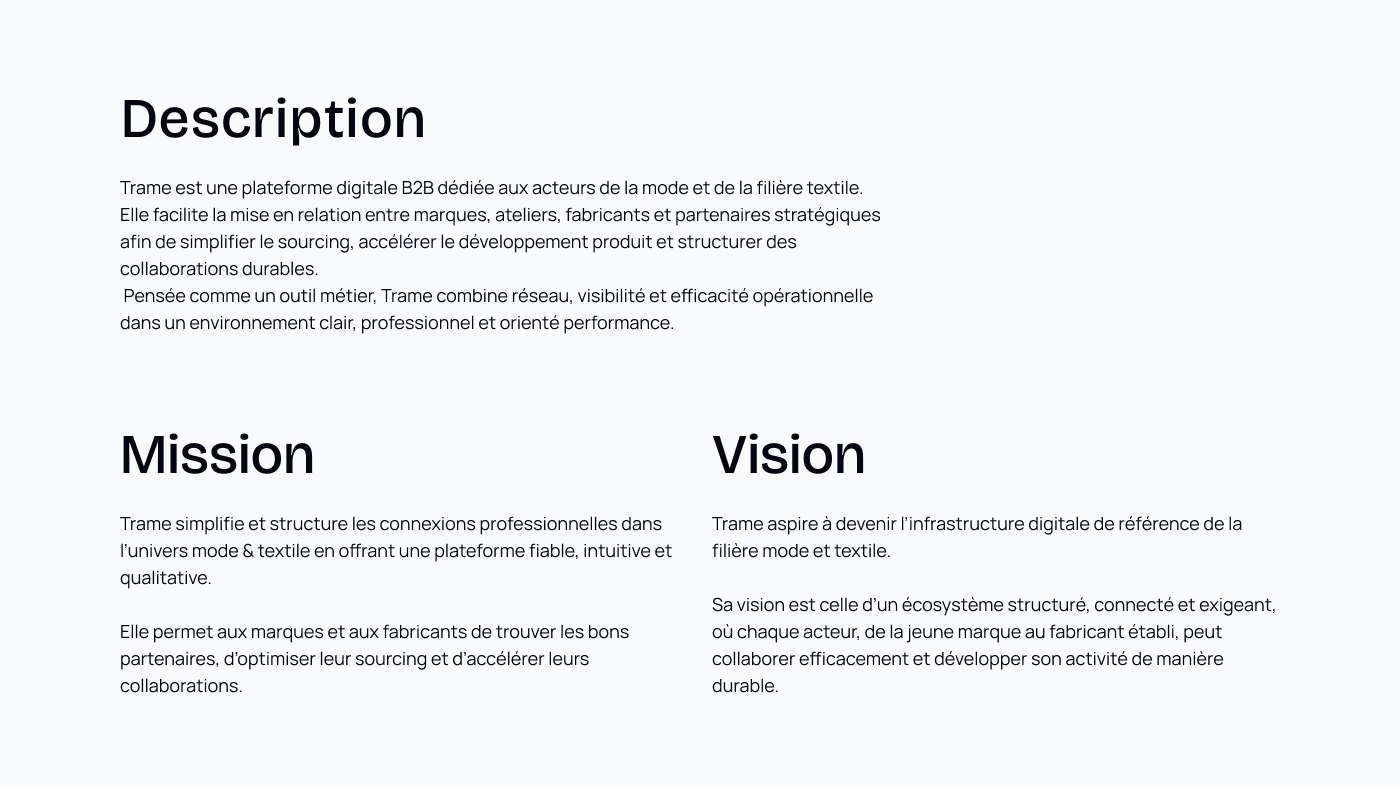 Description
Trame est une plateforme digitale B2B dédiée aux acteurs de la mode et de la filière textile.
Elle facilite la mise en relation entre marques, ateliers, fabricants et partenaires stratégiques
afin de simplifier le sourcing, accélérer le développement produit et structurer des
collaborations durables.
Pensée comme un outil métier, Trame combine réseau, visibilité et efficacité opérationnelle
dans un environnement clair, professionnel et orienté performance.
Mission
Trame simplifie et structure les connexions professionnelles dans
l’univers mode & textile en offrant une plateforme fiable, intuitive et
qualitative.
Elle permet aux marques et aux fabricants de trouver les bons
partenaires, d’optimiser leur sourcing et d’accélérer leurs
collaborations.
Vision
Trame aspire à devenir l’infrastructure digitale de référence de la
filière mode et textile.
Sa vision est celle d’un écosystème structuré, connecté et exigeant,
où chaque acteur, de la jeune marque au fabricant établi, peut
collaborer efficacement et développer son activité de manière
durable.